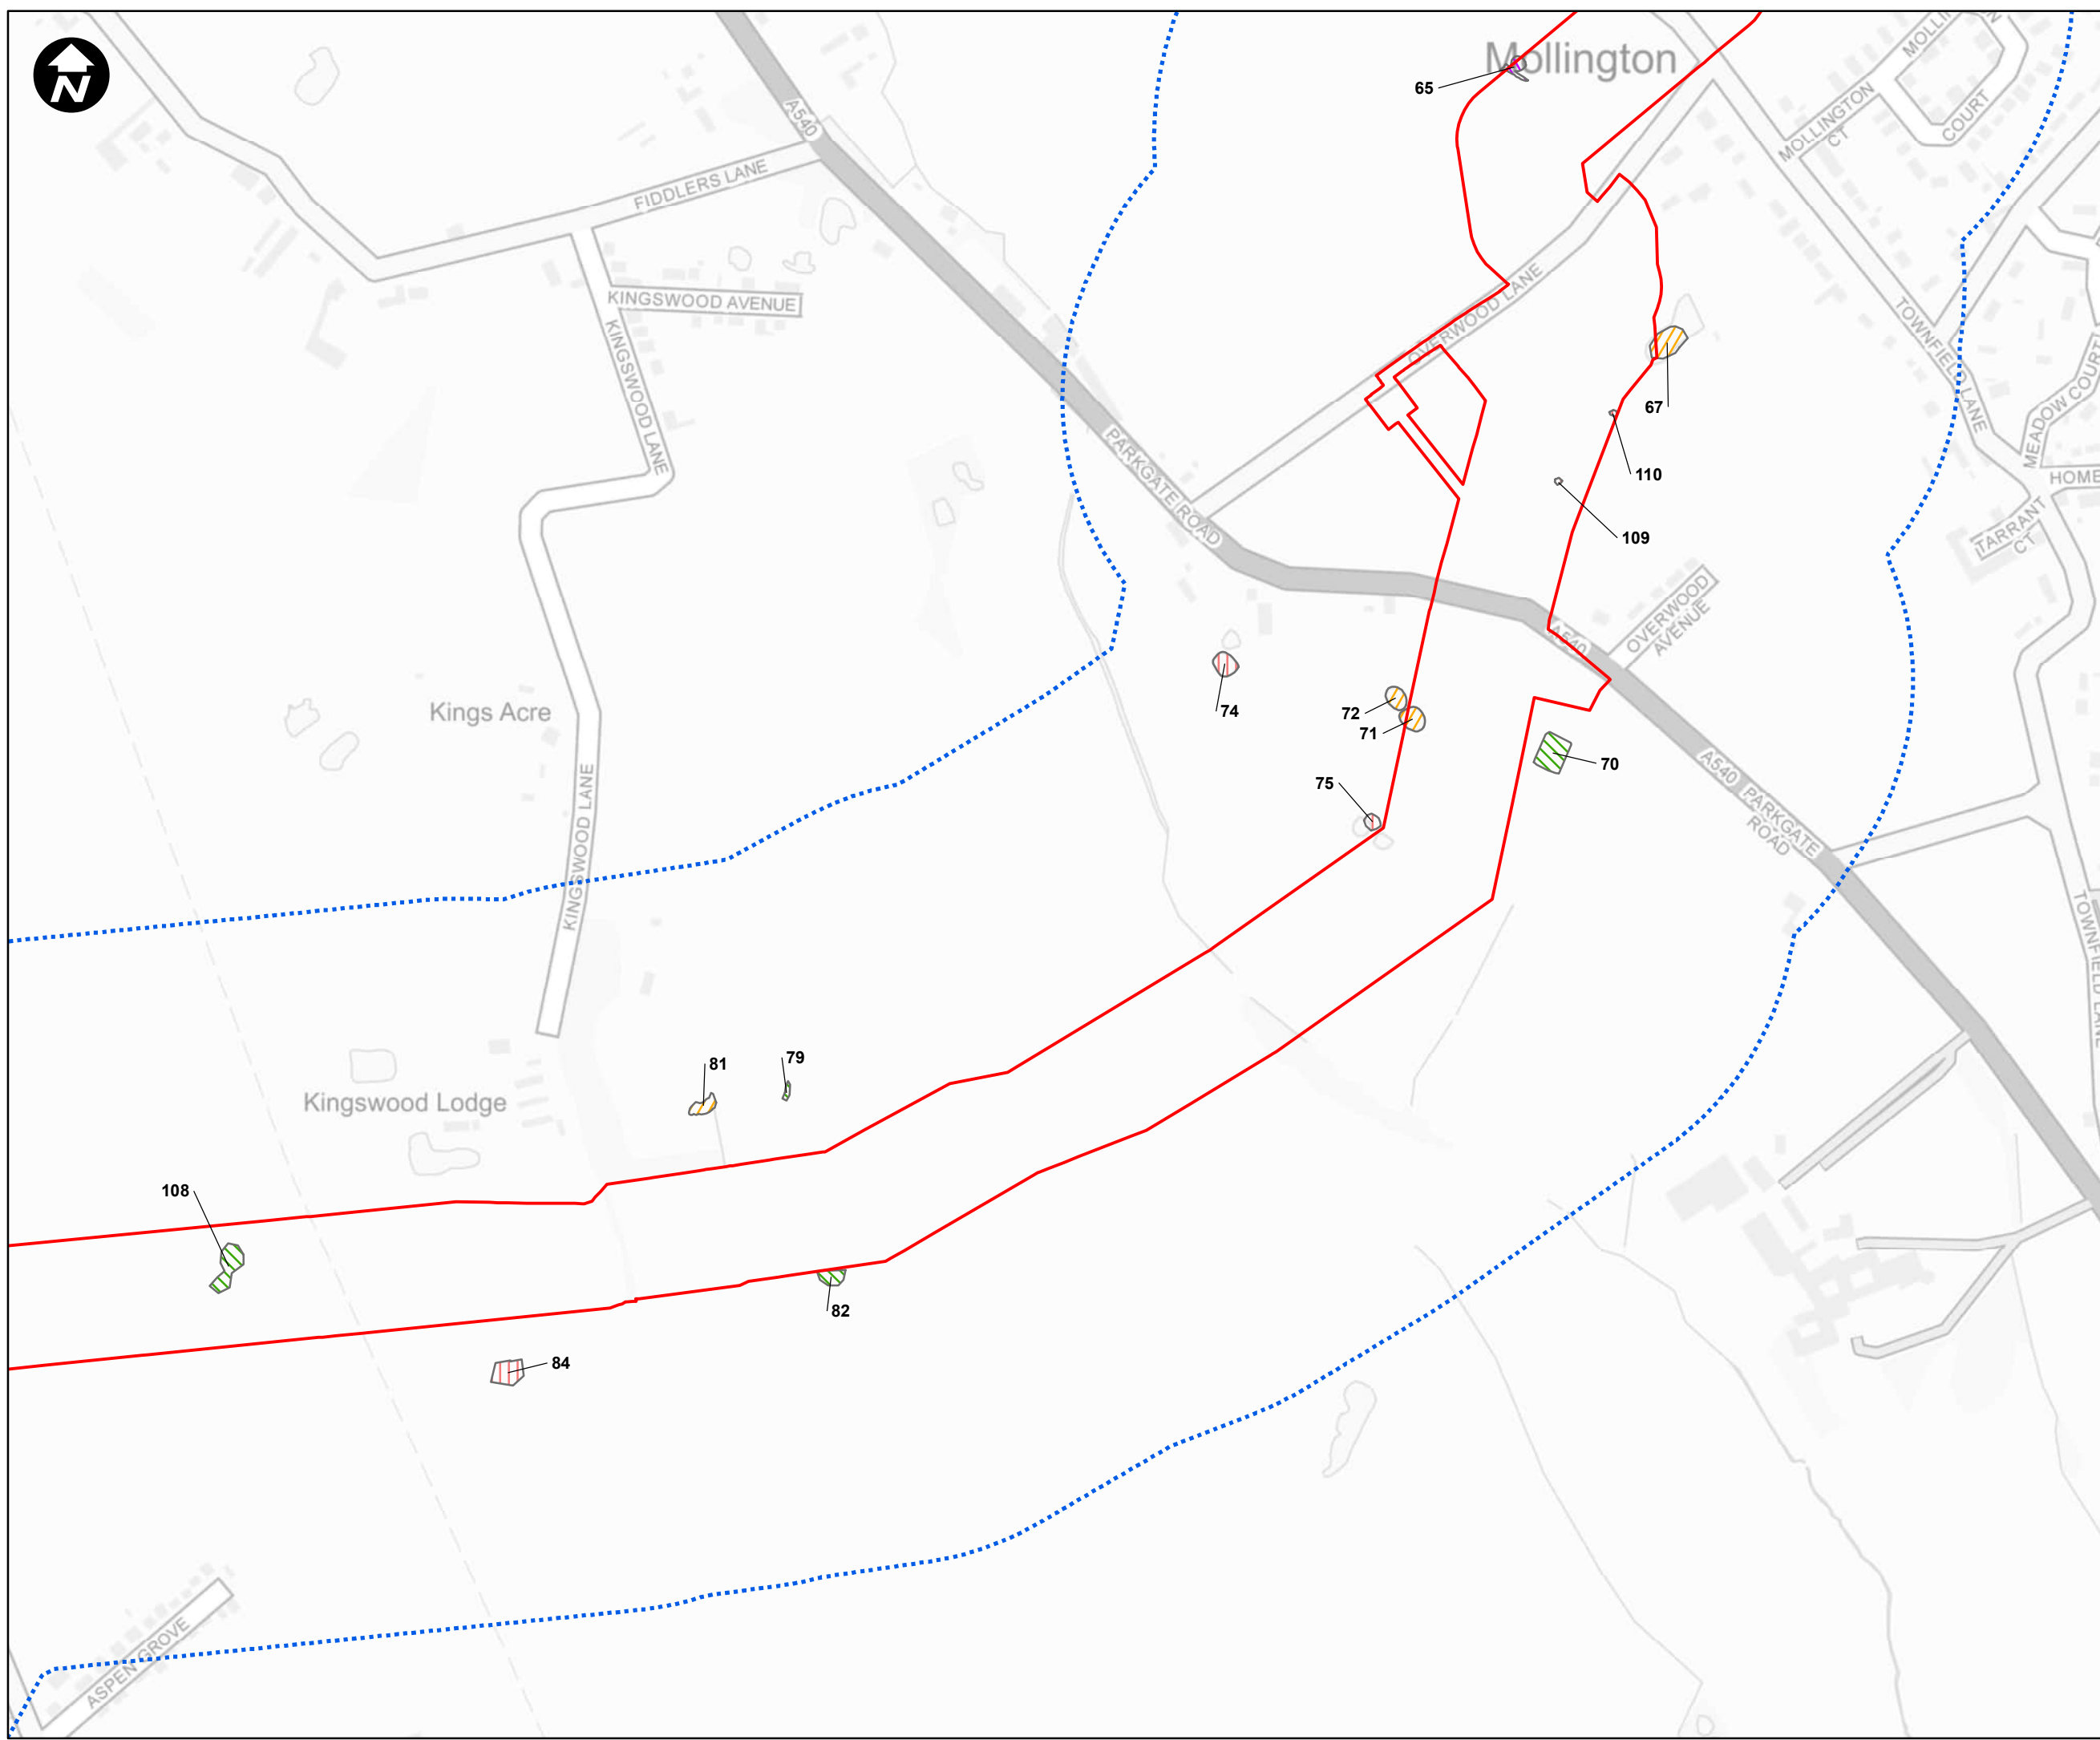 N
Mollington
65
MOLLINGTON
CT
COURT
A540
FIDDLERS LANE
KINGSWOOD AVENUE
KINGSWOOD LANE
OVERWOOD LANE
TOWNFIELD LANE
MEADOW COURT
67
PARKGATE ROAD
110
HOME
109
TARRANT
CT
OVERWOOD
AVENUE
A540
Kings Acre
74
72
71
70
75
A540 PARKGATE
ROAD
KINGSWOOD LANE
TOWNFIELD LANE
81
79
Kingswood Lodge
108
82
84
ASPEN GROVE